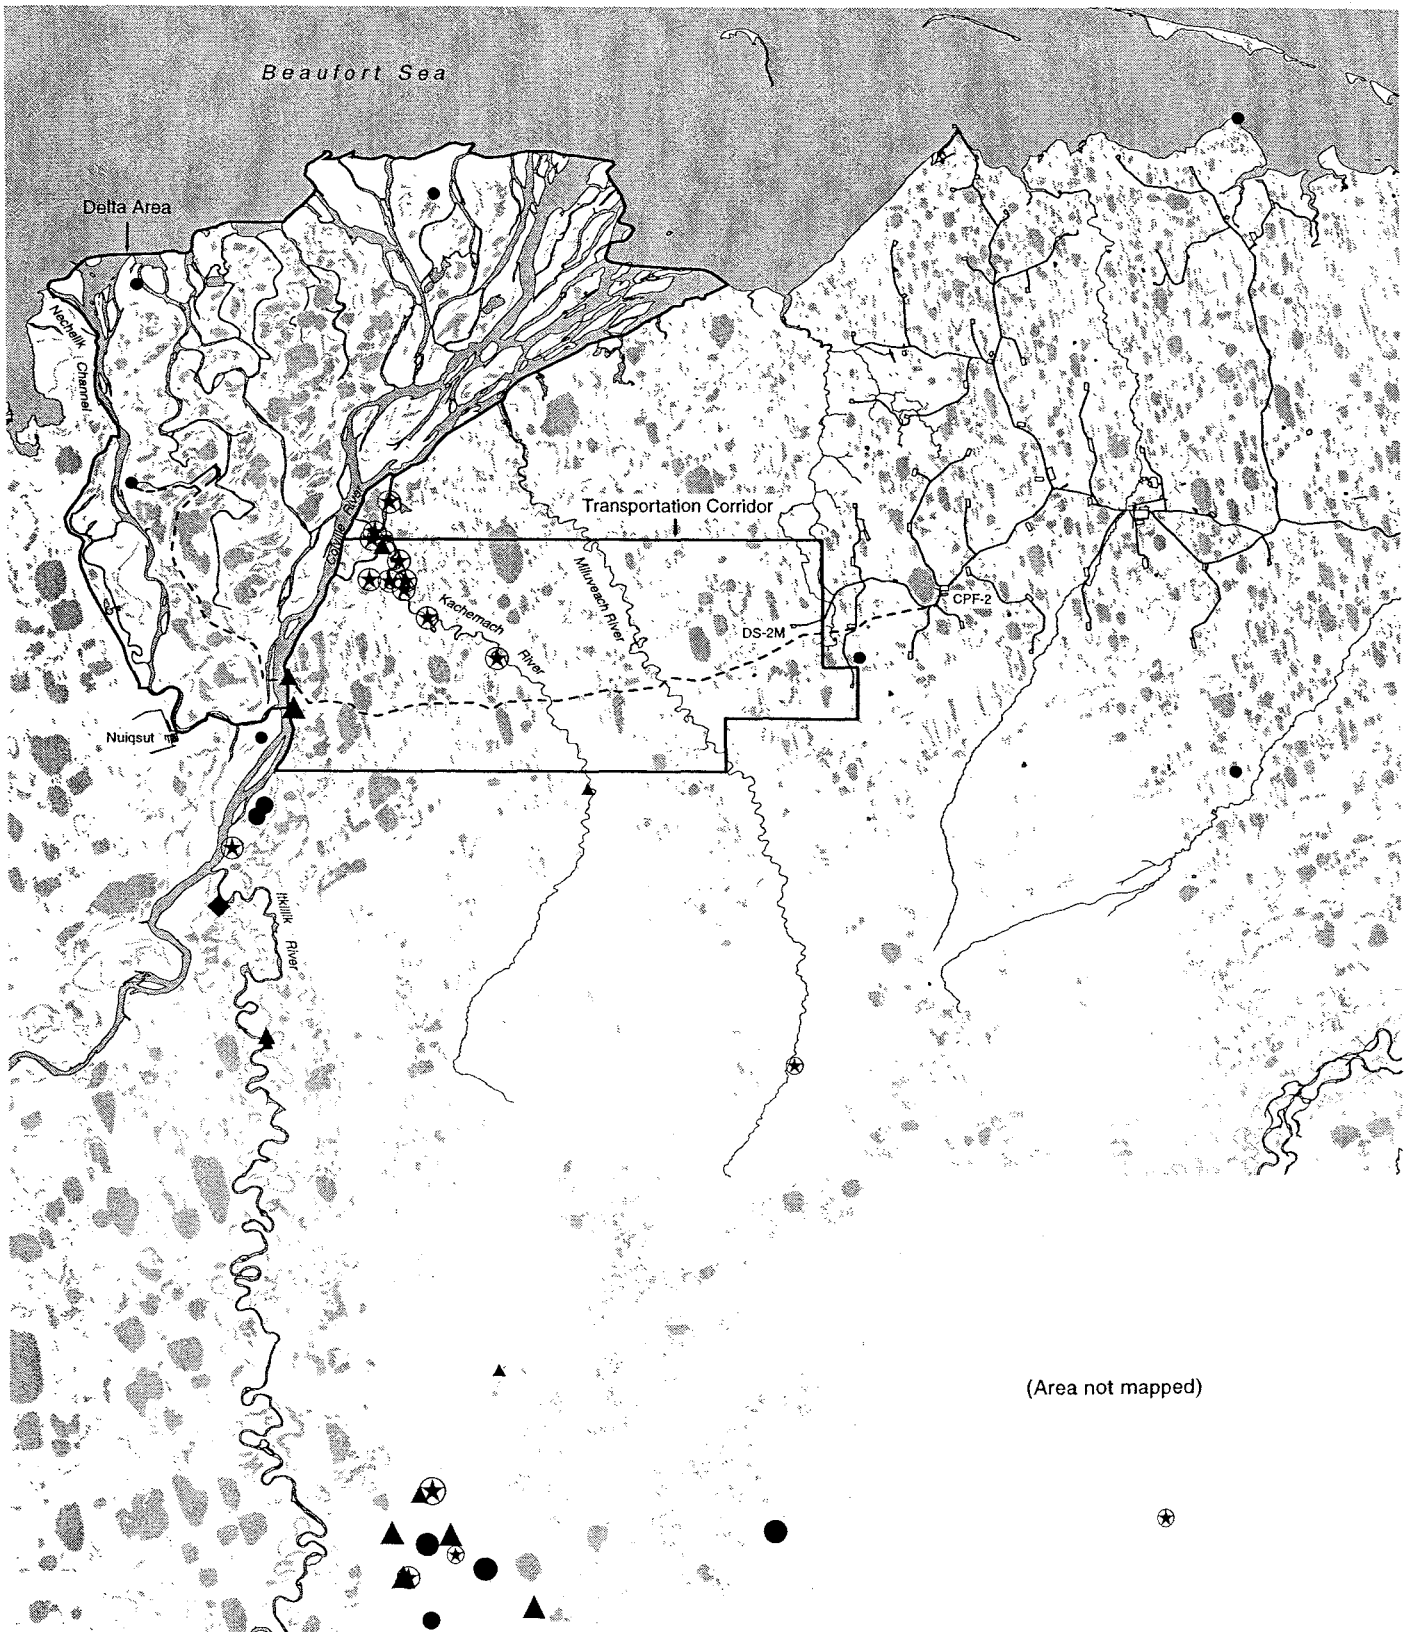 Beaufort Sea
Delta Area
Nechelik Channel
Colville River
Transportation Corridor
Miluveach River
Kachemach River
CPF-2
DS-2M
Nuiqsut
Itkillik River
(Area not mapped)